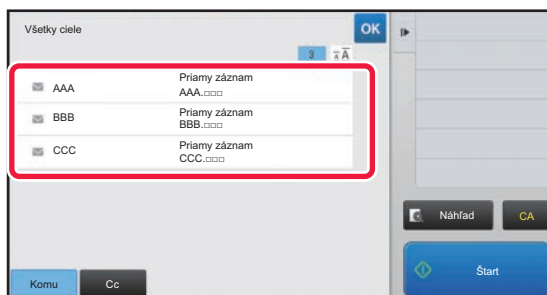 Všetky ciele
OK
3
AAA
Priamy záznam
AAA.□□□
BBB
Priamy záznam
BBB.□□□
CCC
Priamy záznam
CCC.□□□
Náhľad
CA
Štart
Komu
Cc